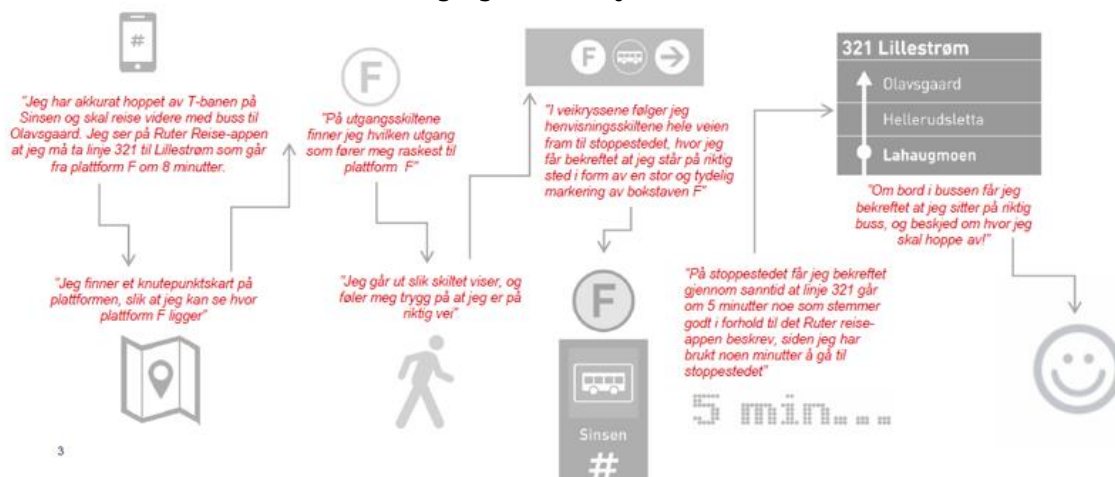 #
"Jeg har akkurat hoppet av T-banen på
Sinsen og skal reise videre med buss til
Olavsgaard. Jeg ser på Ruter Reise-appen
at jeg må ta linje 321 til Lillestrøm som går
fra plattform F om 8 minutter.
"Jeg finner et knutepunktskart på
plattformen, slik at jeg kan se hvor
plattform F ligger"
F
"På utgangsskiltene
finner jeg hvilken utgang
som fører meg raskest til
plattform F"
"Jeg går ut slik skiltet viser, og
føler meg trygg på at jeg er på
riktig vei"
F
"I veikryssene følger jeg
henvisningsskiltene hele veien
fram til stoppestedet, hvor jeg
får bekreftet at jeg står på riktig
sted i form av en stor og tydelig
markering av bokstaven F"
F
Sinsen
#
"På stoppestedet får jeg bekreftet
gjennom sanntid at linje 321 går
om 5 minutter noe som stemmer
godt i forhold til det Ruter reise-
appen beskrev, siden jeg har
brukt noen minutter å gå til
stoppestedet"
5 min...
321 Lillestrøm
Olavsgaard
Hellerudsletta
Lahaugmoen
"Om bord i bussen får jeg
bekreftet at jeg sitter på riktig
buss, og beskjed om hvor jeg
skal hoppe av!"
3